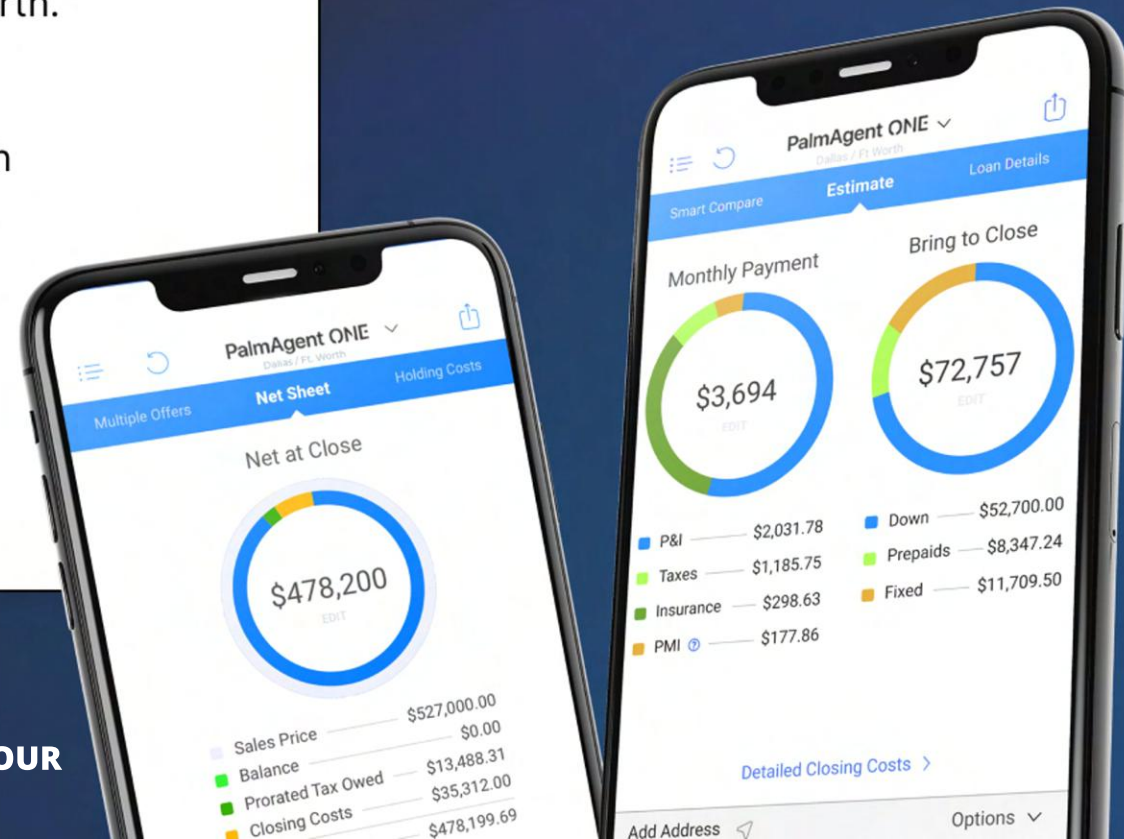 rth.
n
OUR
PalmAgent ONE
Dallas / Ft. Worth
Multiple Offers Net Sheet Holding Costs
Net at Close
$478,200
EDIT
Sales Price $527,000.00
Balance $0.00
Prorated Tax Owed $13,488.31
Closing Costs $35,312.00
$478,199.69
PalmAgent ONE
Dallas / Ft Worth
Smart Compare Estimate Loan Details
Monthly Payment Bring to Close
$3,694 $72,757
EDIT EDIT
P&I $2,031.78 Down $52,700.00
Taxes $1,185.75 Prepaids $8,347.24
Insurance $298.63 Fixed $11,709.50
PMI $177.86
Detailed Closing Costs >
Add Address Options